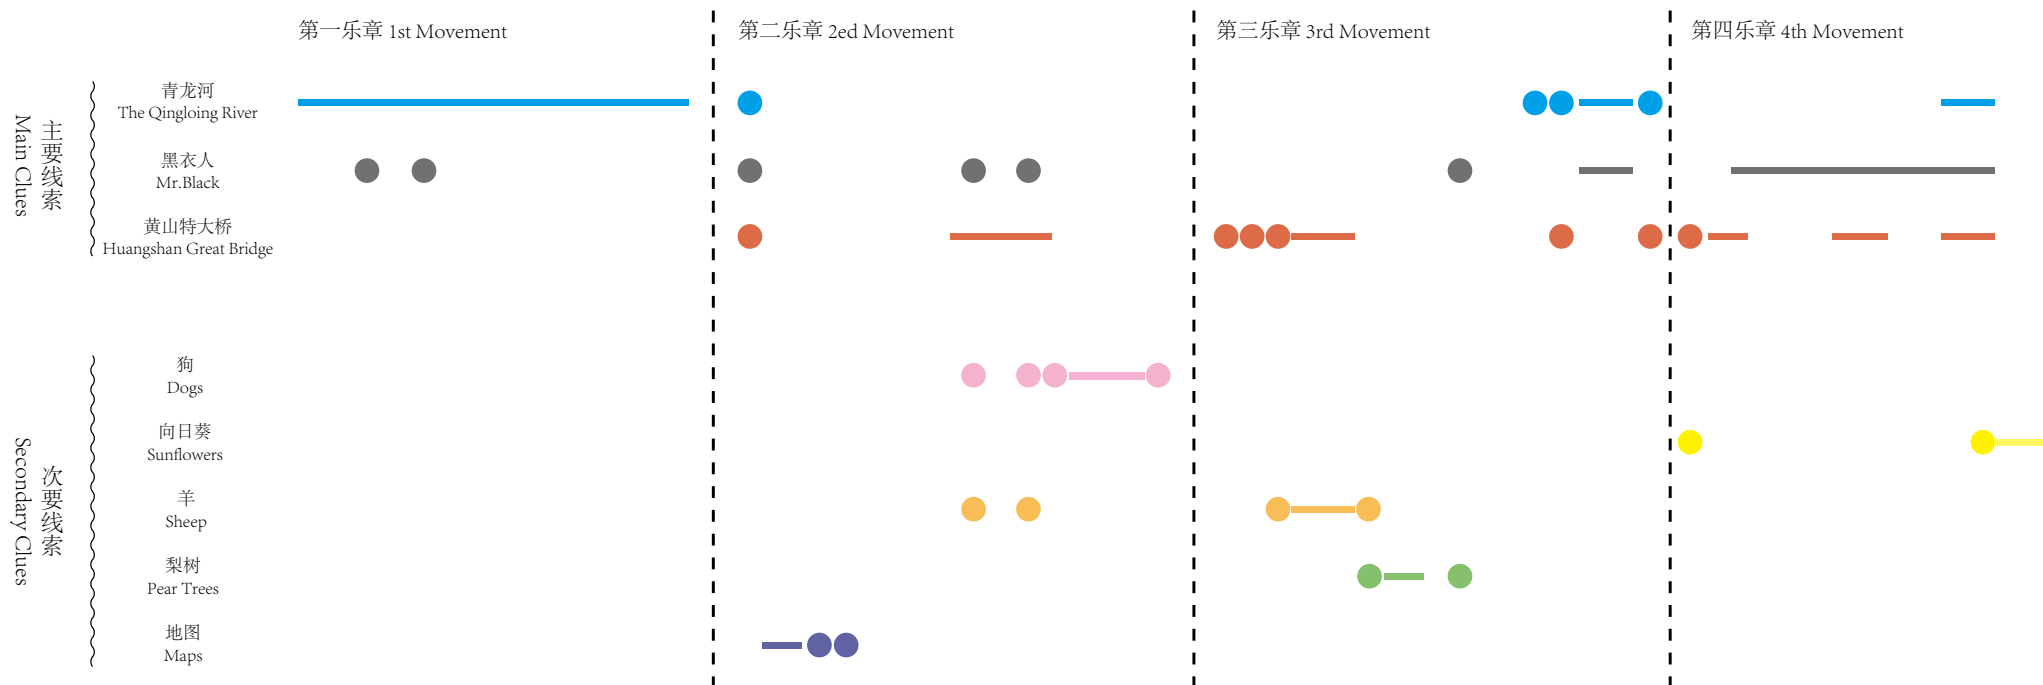 第一乐章 1st Movement
第二乐章 2ed Movement
第三乐章 3rd Movement
第四乐章 4th Movement
主要线索
Main Clues
青龙河
The Qingloing River
黑衣人
Mr.Black
黄山特大桥
Huangshan Great Bridge
次要线索
Secondary Clues
狗
Dogs
向日葵
Sunflowers
羊
Sheep
梨树
Pear Trees
地图
Maps